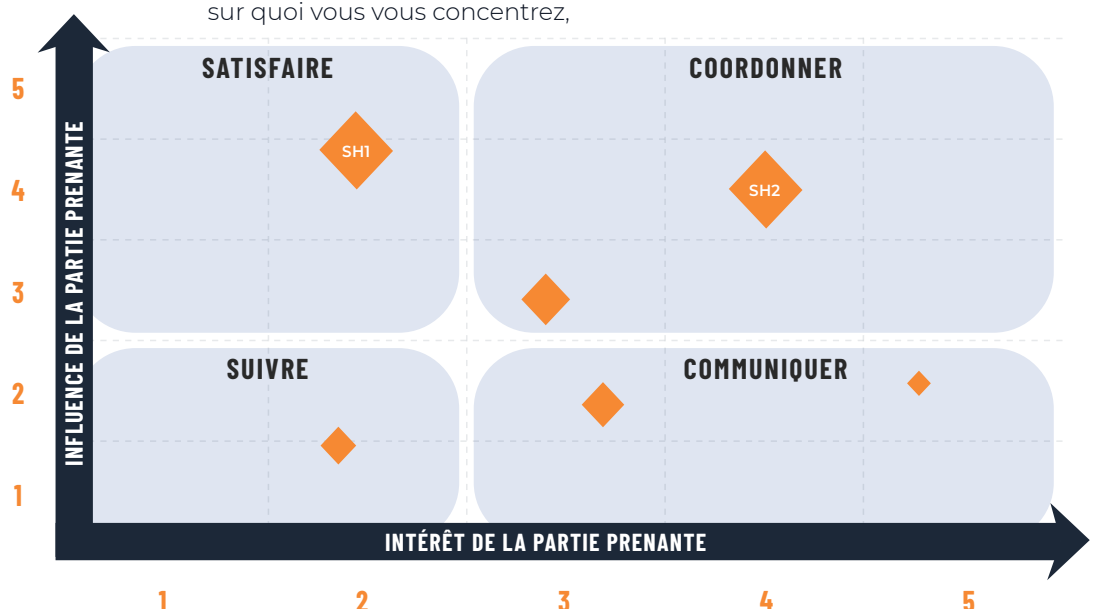 sur quoi vous vous concentrez,
SATISFAIRE
COORDONNER
5
SH1
4
SH2
INFLUENCE DE LA PARTIE PRENANTE
3
SUIVRE
COMMUNIQUER
2
1
INTÉRÊT DE LA PARTIE PRENANTE
1 2 3 4 5